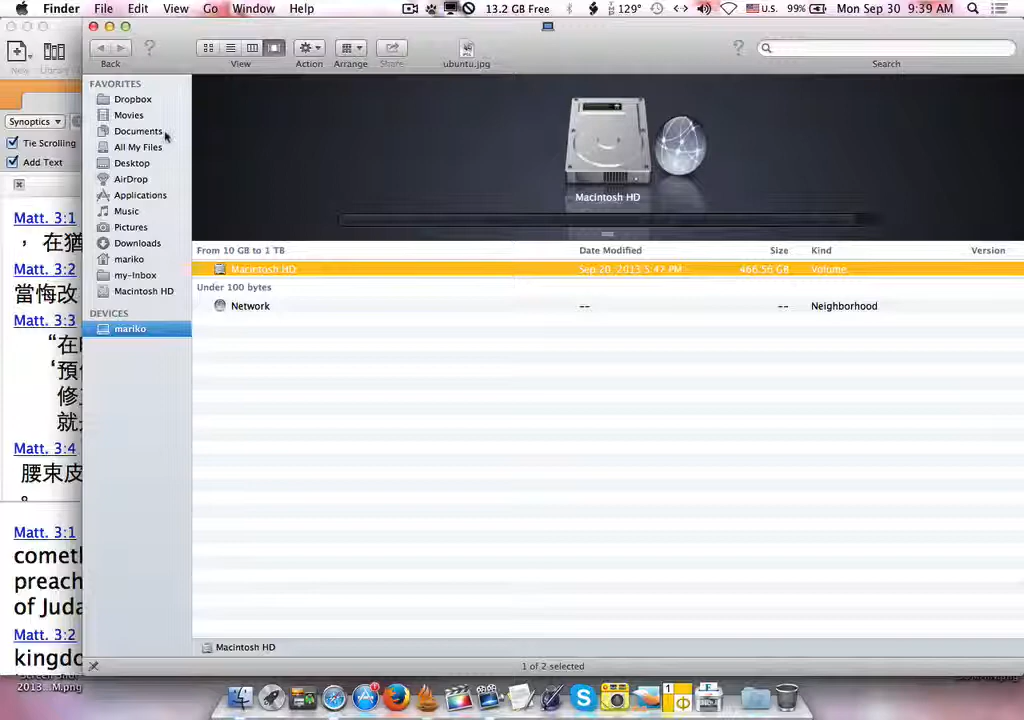 Finder File Edit View Go Window Help 13.2 GB Free 129° U.S. 99% Mon Sep 30 9:39 AM
Back View Action Arrange Share ubuntu.jpg Search
New
FAVORITES
Dropbox
Movies
Documents
All My Files
Desktop
AirDrop
Applications
Music
Pictures
Downloads
mariko
my-Inbox
Macintosh HD
DEVICES
mariko
Macintosh HD
From 10 GB to 1 TB Date Modified Size Kind Version
Macintosh HD Sep 20, 2013 5:47 PM 466.56 GB Volume
Under 100 bytes
Network -- -- Neighborhood
Macintosh HD
1 of 2 selected
Synoptics
Tie Scrolling
Add Text
Matt. 3:1
，在猶
Matt. 3:2
當悔改
Matt. 3:3
“在
‘預
修
就
Matt. 3:4
腰束皮
。
Matt. 3:1
cometh
preach
of Juda
Matt. 3:2
kingdo
2013...M.png